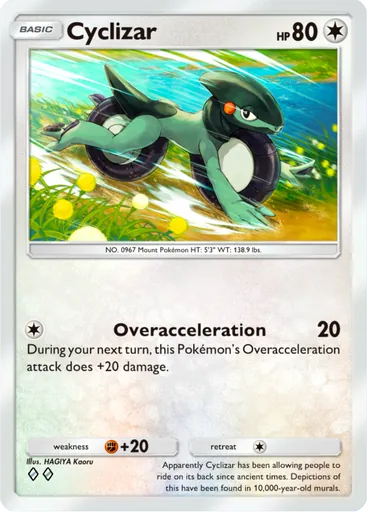 BASIC Cyclizar HP 80
NO. 0967 Mount Pokémon HT: 5'3" WT: 138.9 lbs.
Overacceleration 20
During your next turn, this Pokémon's Overacceleration
attack does +20 damage.
weakness +20 retreat
Illus. HAGIYA Kaoru
Apparently Cyclizar has been allowing people to
ride on its back since ancient times. Depictions of
this have been found in 10,000-year-old murals.